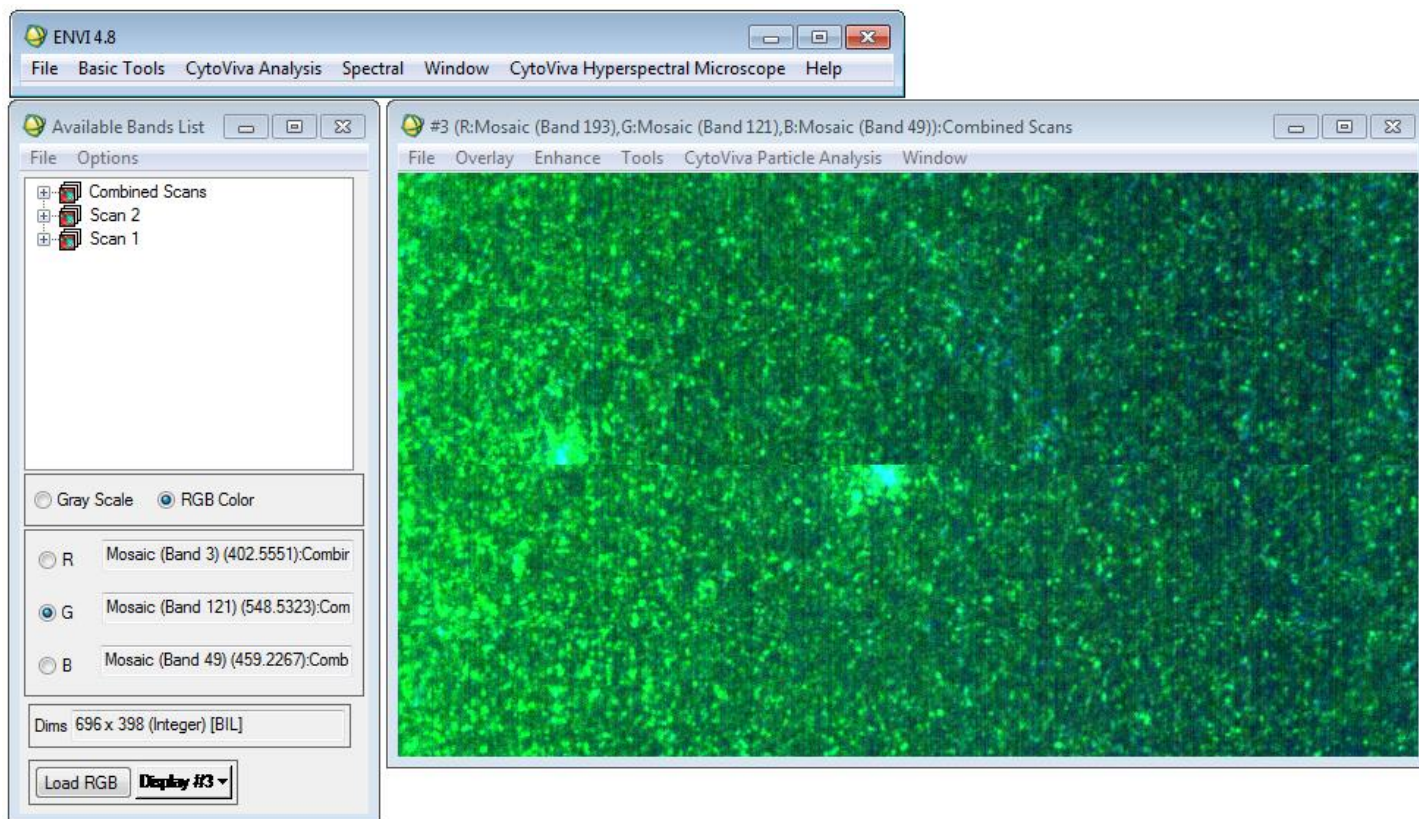 ENVI 4.8
File Basic Tools CytoViva Analysis Spectral Window CytoViva Hyperspectral Microscope Help
Available Bands List
File Options
Combined Scans
Scan 2
Scan 1
Gray Scale RGB Color
R Mosaic (Band 3) (402.5551):Combir
G Mosaic (Band 121) (548.5323):Com
B Mosaic (Band 49) (459.2267):Comb
Dims 696 x 398 (Integer) [BIL]
Load RGB Display #3
#3 (R:Mosaic (Band 193),G:Mosaic (Band 121),B:Mosaic (Band 49)):Combined Scans
File Overlay Enhance Tools CytoViva Particle Analysis Window